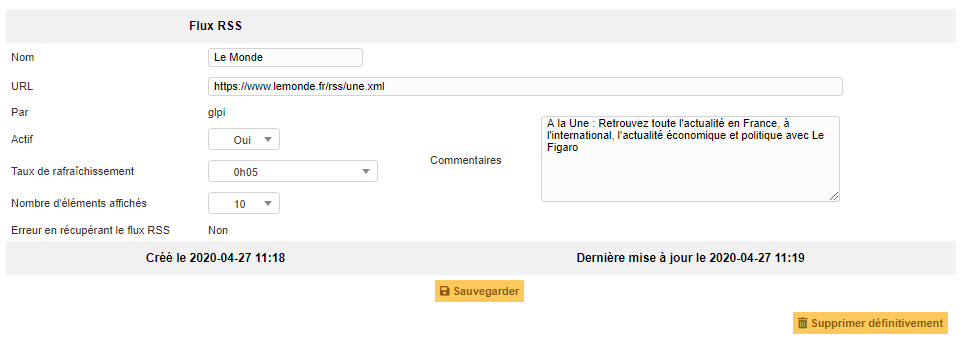 Flux RSS
Nom
Le Monde
URL
https://www.lemonde.fr/rss/une.xml
Par
glpi
Actif
Oui
Taux de rafraîchissement
0h05
Nombre d'éléments affichés
10
Erreur en récupérant le flux RSS
Non
Commentaires
A la Une : Retrouvez toute l'actualité en France, à
l'international, l'actualité économique et politique avec Le
Figaro
Créé le 2020-04-27 11:18
Dernière mise à jour le 2020-04-27 11:19
Sauvegarder
Supprimer définitivement